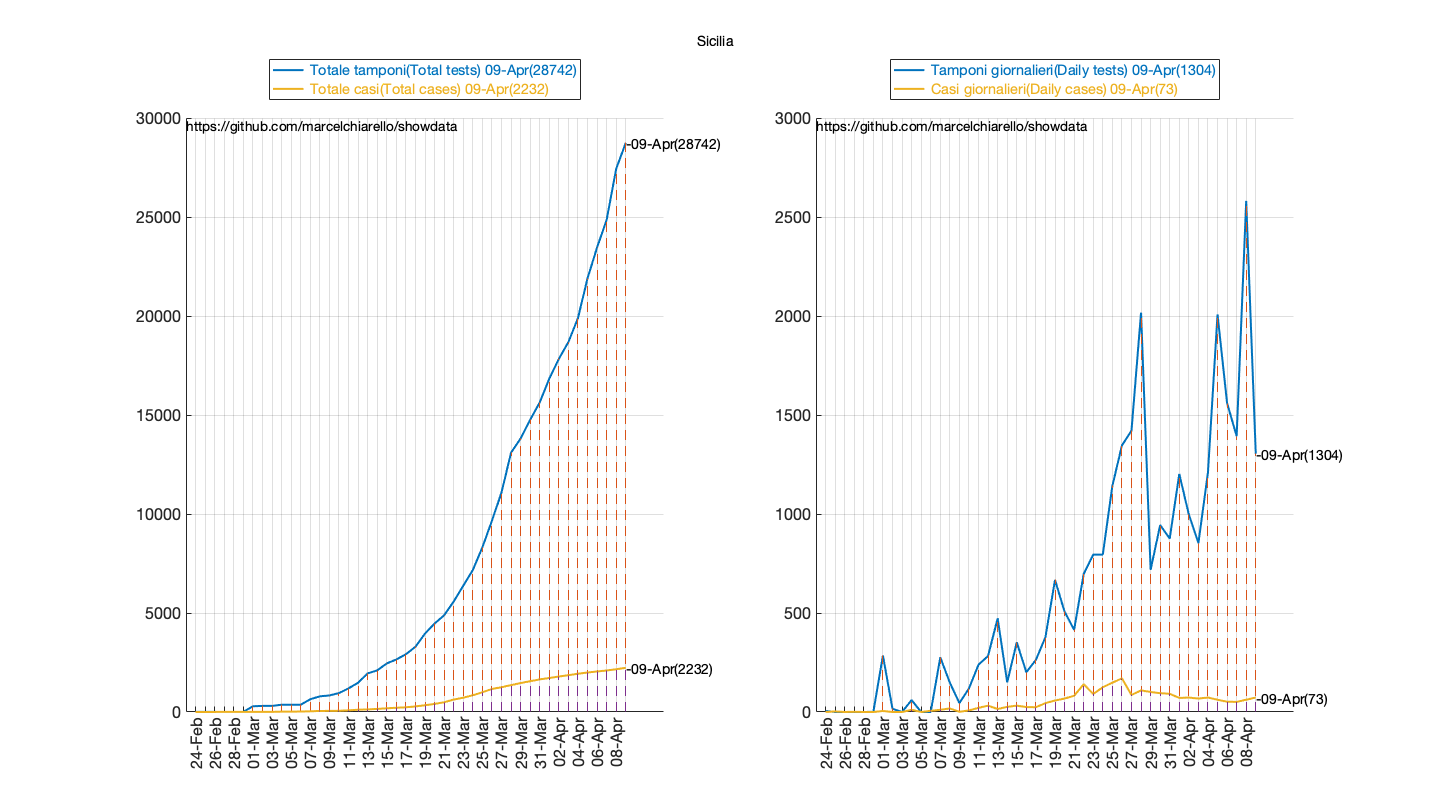 Sicilia
Totale tamponi(Total tests) 09-Apr(28742)
Totale casi(Total cases) 09-Apr(2232)
30000
25000
20000
15000
10000
5000
0
https://github.com/marcelchiarello/showdata
-09-Apr(28742)
-09-Apr(2232)
24-Feb
26-Feb
28-Feb
01-Mar
03-Mar
05-Mar
07-Mar
09-Mar
11-Mar
13-Mar
15-Mar
17-Mar
19-Mar
21-Mar
23-Mar
25-Mar
27-Mar
29-Mar
31-Mar
02-Apr
04-Apr
06-Apr
08-Apr
Tamponi giornalieri(Daily tests) 09-Apr(1304)
Casi giornalieri(Daily cases) 09-Apr(73)
3000
2500
2000
1500
1000
500
0
https://github.com/marcelchiarello/showdata
-09-Apr(1304)
-09-Apr(73)
24-Feb
26-Feb
28-Feb
01-Mar
03-Mar
05-Mar
07-Mar
09-Mar
11-Mar
13-Mar
15-Mar
17-Mar
19-Mar
21-Mar
23-Mar
25-Mar
27-Mar
29-Mar
31-Mar
02-Apr
04-Apr
06-Apr
08-Apr